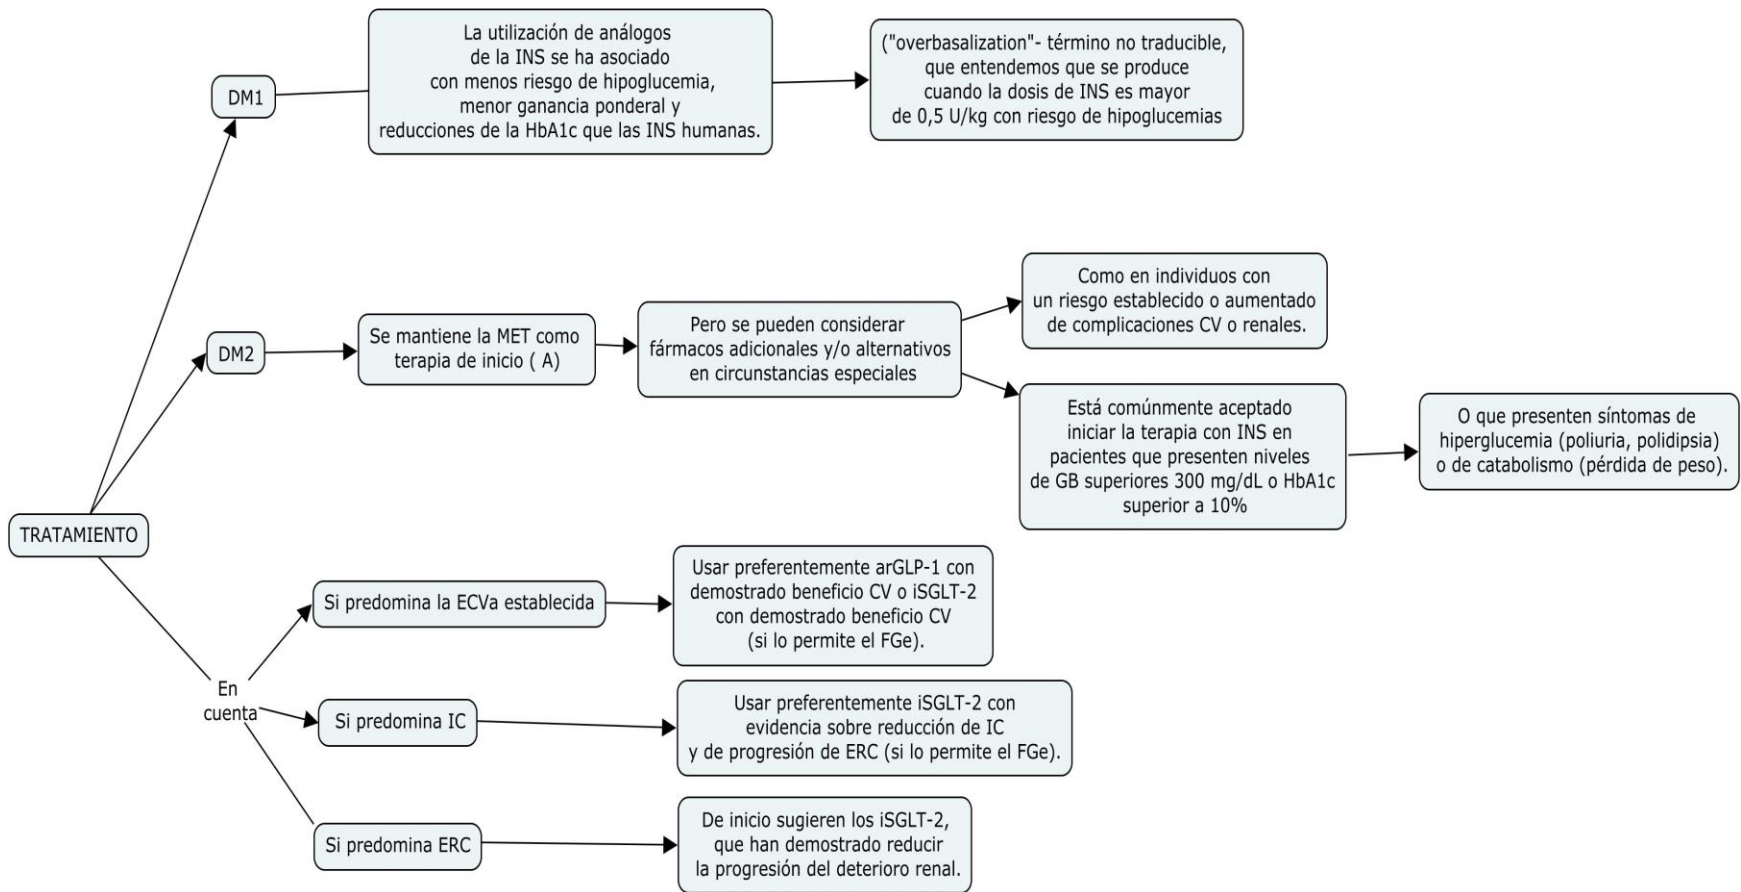 TRATAMIENTO
DM1
La utilización de análogos
de la INS se ha asociado
con menos riesgo de hipoglucemia,
menor ganancia ponderal y
reducciones de la HbA1c que las INS humanas.
("overbasalization"- término no traducible,
que entendemos que se produce
cuando la dosis de INS es mayor
de 0,5 U/kg con riesgo de hipoglucemias
DM2
Se mantiene la MET como
terapia de inicio ( A)
Pero se pueden considerar
fármacos adicionales y/o alternativos
en circunstancias especiales
Como en individuos con
un riesgo establecido o aumentado
de complicaciones CV o renales.
Está comúnmente aceptado
iniciar la terapia con INS en
pacientes que presenten niveles
de GB superiores 300 mg/dL o HbA1c
superior a 10%
O que presenten síntomas de
hiperglucemia (poliuria, polidipsia)
o de catabolismo (pérdida de peso).
En
cuenta
Si predomina la ECVa establecida
Usar preferentemente arGLP-1 con
demostrado beneficio CV o iSGLT-2
con demostrado beneficio CV
(si lo permite el FGe).
Si predomina IC
Usar preferentemente iSGLT-2 con
evidencia sobre reducción de IC
y de progresión de ERC (si lo permite el FGe).
Si predomina ERC
De inicio sugieren los iSGLT-2,
que han demostrado reducir
la progresión del deterioro renal.